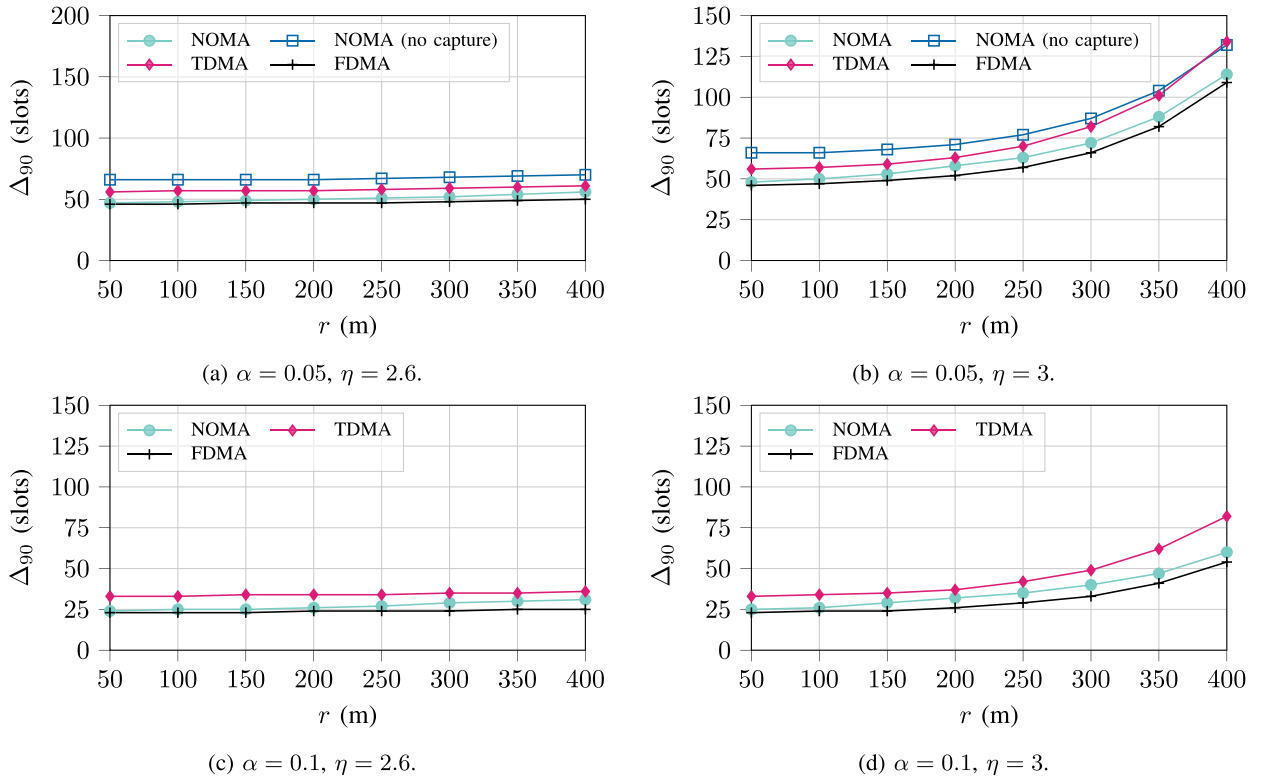 200
150
100
50
0
Δ90 (slots)
NOMA
NOMA (no capture)
TDMA
FDMA
50 100 150 200 250 300 350 400
r (m)
(a) α = 0.05, η = 2.6.
150
125
100
75
50
25
0
Δ90 (slots)
NOMA
NOMA (no capture)
TDMA
FDMA
50 100 150 200 250 300 350 400
r (m)
(b) α = 0.05, η = 3.
150
125
100
75
50
25
0
Δ90 (slots)
NOMA
TDMA
FDMA
50 100 150 200 250 300 350 400
r (m)
(c) α = 0.1, η = 2.6.
150
125
100
75
50
25
0
Δ90 (slots)
NOMA
TDMA
FDMA
50 100 150 200 250 300 350 400
r (m)
(d) α = 0.1, η = 3.